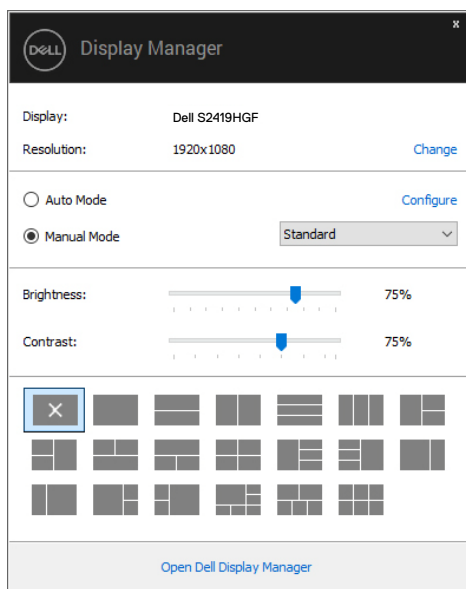 x
DELL Display Manager
Display: Dell S2419HGF
Resolution: 1920x1080 Change
Auto Mode Configure
Manual Mode Standard
Brightness: 75%
Contrast: 75%
Open Dell Display Manager